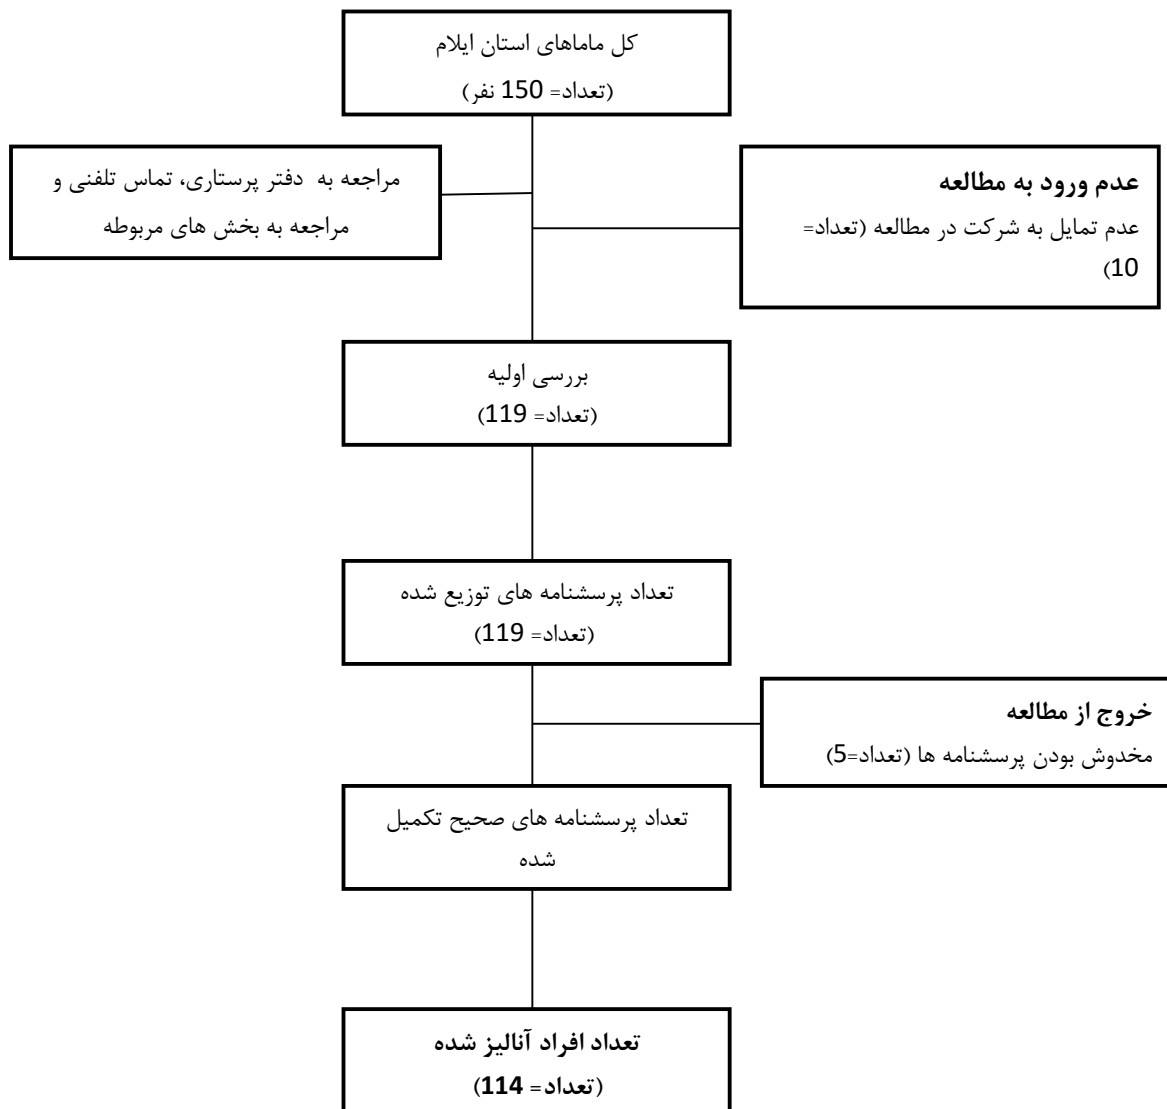 کل ماماهای استان ایلام
(تعداد= 150 نفر)
مراجعه به دفتر پرستاری، تماس تلفنی و
مراجعه به بخش های مربوطه
عدم ورود به مطالعه
عدم تمایل به شرکت در مطالعه (تعداد=
10)
بررسی اولیه
(تعداد= 119)
تعداد پرسشنامه های توزیع شده
(تعداد= 119)
خروج از مطالعه
مخدوش بودن پرسشنامه ها (تعداد=5)
تعداد پرسشنامه های صحیح تکمیل
شده
تعداد افراد آنالیز شده
(تعداد= 114)